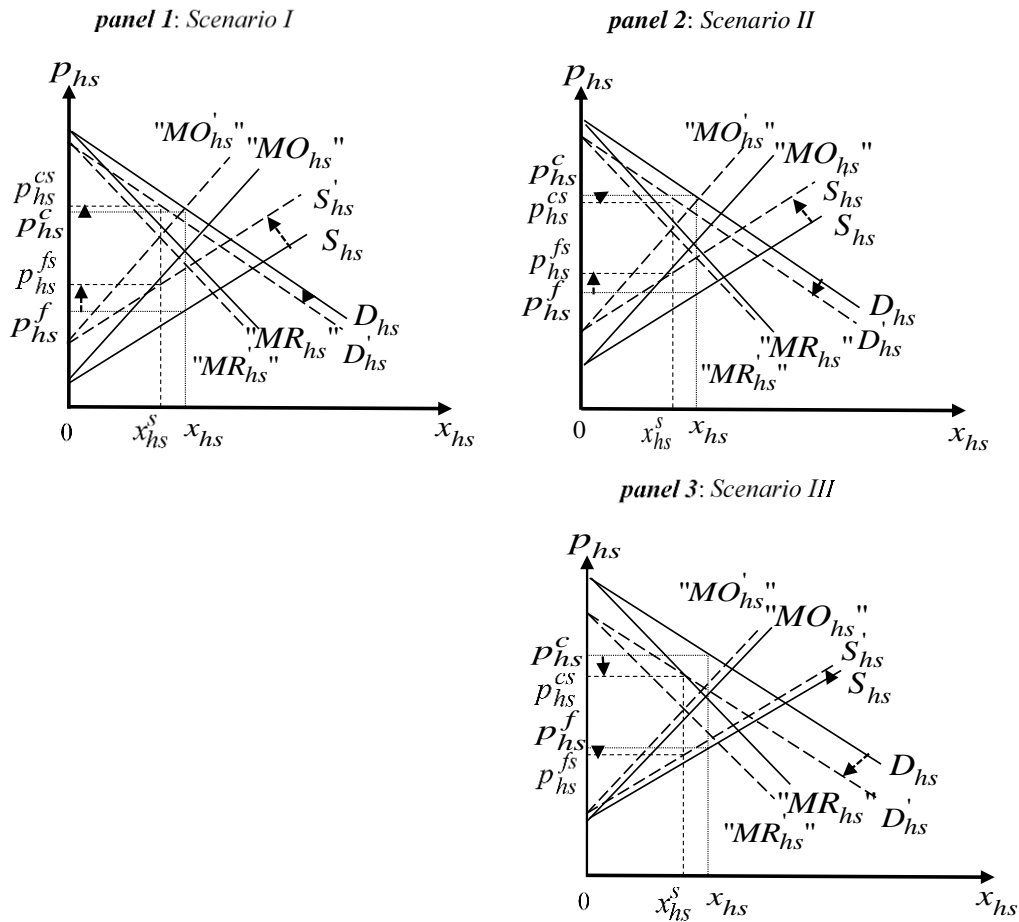 panel 1: Scenario I
p_hs
"MO'_hs"
"MO_hs"
p_hs^cs
p_hs^c
S'_hs
S_hs
p_hs^fs
p_hs^f
D_hs
D'_hs
"MR_hs"
"MR'_hs"
0
x_hs^s
x_hs
x_hs
panel 2: Scenario II
p_hs
"MO'_hs"
"MO_hs"
p_hs^c
p_hs^cs
S'_hs
S_hs
p_hs^fs
p_hs^f
D_hs
D'_hs
"MR_hs"
"MR'_hs"
0
x_hs^s
x_hs
x_hs
panel 3: Scenario III
p_hs
"MO'_hs"
"MO_hs"
p_hs^c
p_hs^cs
S'_hs
S_hs
p_hs^f
p_hs^fs
D_hs
D'_hs
"MR_hs"
"MR'_hs"
0
x_hs^s
x_hs
x_hs